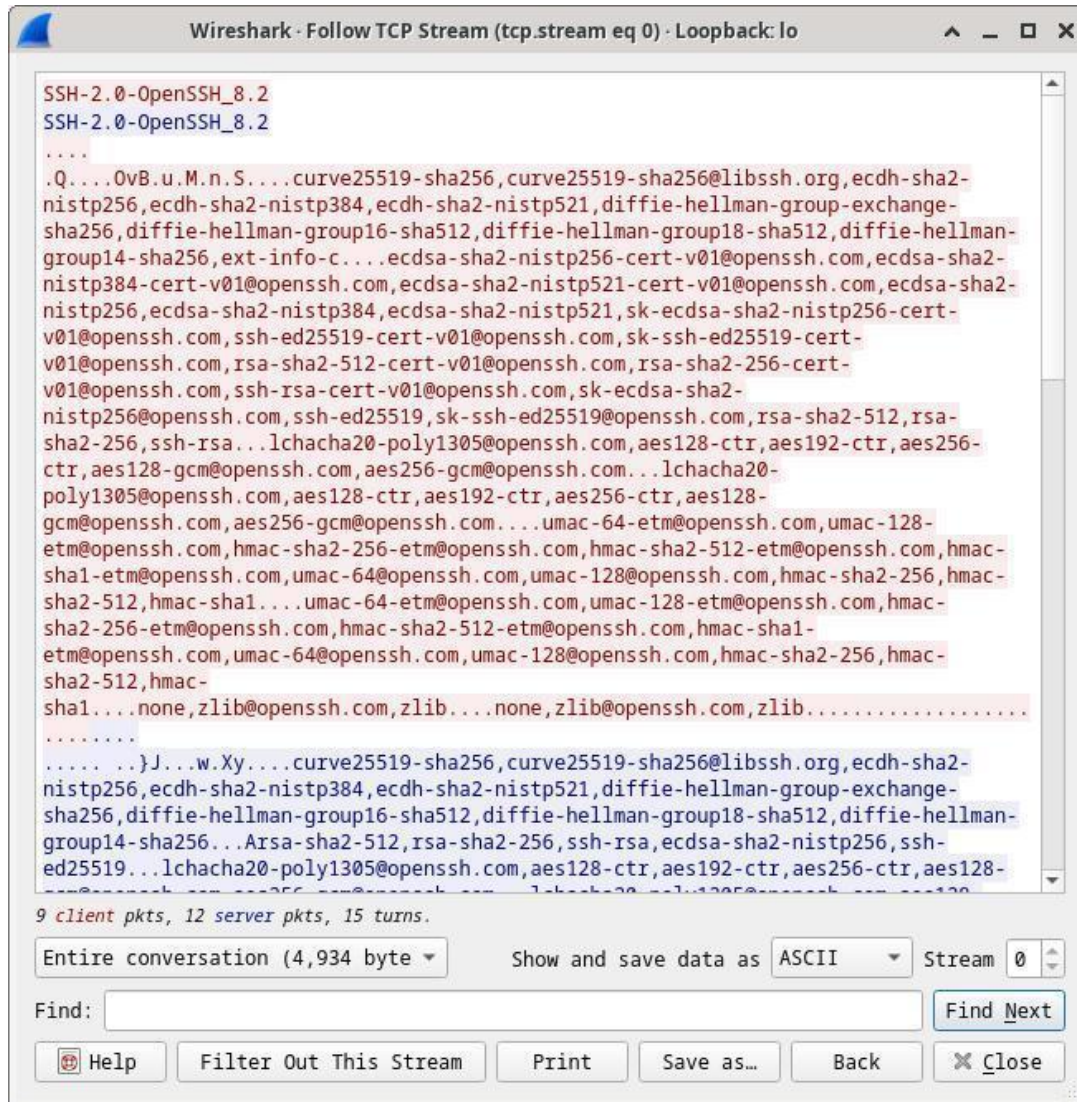 Wireshark · Follow TCP Stream (tcp.stream eq 0) · Loopback: lo
SSH-2.0-OpenSSH_8.2
SSH-2.0-OpenSSH_8.2
....
.Q....OvB.u.M.n.S....curve25519-sha256,curve25519-sha256@libssh.org,ecdh-sha2-
nistp256,ecdh-sha2-nistp384,ecdh-sha2-nistp521,diffie-hellman-group-exchange-
sha256,diffie-hellman-group16-sha512,diffie-hellman-group18-sha512,diffie-hellman-
group14-sha256,ext-info-c....ecdsa-sha2-nistp256-cert-v01@openssh.com,ecdsa-sha2-
nistp384-cert-v01@openssh.com,ecdsa-sha2-nistp521-cert-v01@openssh.com,ecdsa-sha2-
nistp256,ecdsa-sha2-nistp384,ecdsa-sha2-nistp521,sk-ecdsa-sha2-nistp256-cert-
v01@openssh.com,ssh-ed25519-cert-v01@openssh.com,sk-ssh-ed25519-cert-
v01@openssh.com,rsa-sha2-512-cert-v01@openssh.com,rsa-sha2-256-cert-
v01@openssh.com,ssh-rsa-cert-v01@openssh.com,sk-ecdsa-sha2-
nistp256@openssh.com,ssh-ed25519,sk-ssh-ed25519@openssh.com,rsa-sha2-512,rsa-
sha2-256,ssh-rsa...lchacha20-poly1305@openssh.com,aes128-ctr,aes192-ctr,aes256-
ctr,aes128-gcm@openssh.com,aes256-gcm@openssh.com...lchacha20-
poly1305@openssh.com,aes128-ctr,aes192-ctr,aes256-ctr,aes128-
gcm@openssh.com,aes256-gcm@openssh.com....umac-64-etm@openssh.com,umac-128-
etm@openssh.com,hmac-sha2-256-etm@openssh.com,hmac-sha2-512-etm@openssh.com,hmac-
sha1-etm@openssh.com,umac-64@openssh.com,umac-128@openssh.com,hmac-sha2-256,hmac-
sha2-512,hmac-sha1....umac-64-etm@openssh.com,umac-128-etm@openssh.com,hmac-
sha2-256-etm@openssh.com,hmac-sha2-512-etm@openssh.com,hmac-sha1-
etm@openssh.com,umac-64@openssh.com,umac-128@openssh.com,hmac-sha2-256,hmac-
sha2-512,hmac-
sha1....none,zlib@openssh.com,zlib....none,zlib@openssh.com,zlib...................
........
..... ..}J...w.Xy....curve25519-sha256,curve25519-sha256@libssh.org,ecdh-sha2-
nistp256,ecdh-sha2-nistp384,ecdh-sha2-nistp521,diffie-hellman-group-exchange-
sha256,diffie-hellman-group16-sha512,diffie-hellman-group18-sha512,diffie-hellman-
group14-sha256...Arsa-sha2-512,rsa-sha2-256,ssh-rsa,ecdsa-sha2-nistp256,ssh-
ed25519...lchacha20-poly1305@openssh.com,aes128-ctr,aes192-ctr,aes256-ctr,aes128-
9 client pkts, 12 server pkts, 15 turns.
Entire conversation (4,934 byte
Show and save data as ASCII Stream 0
Find: Find Next
Help Filter Out This Stream Print Save as… Back Close